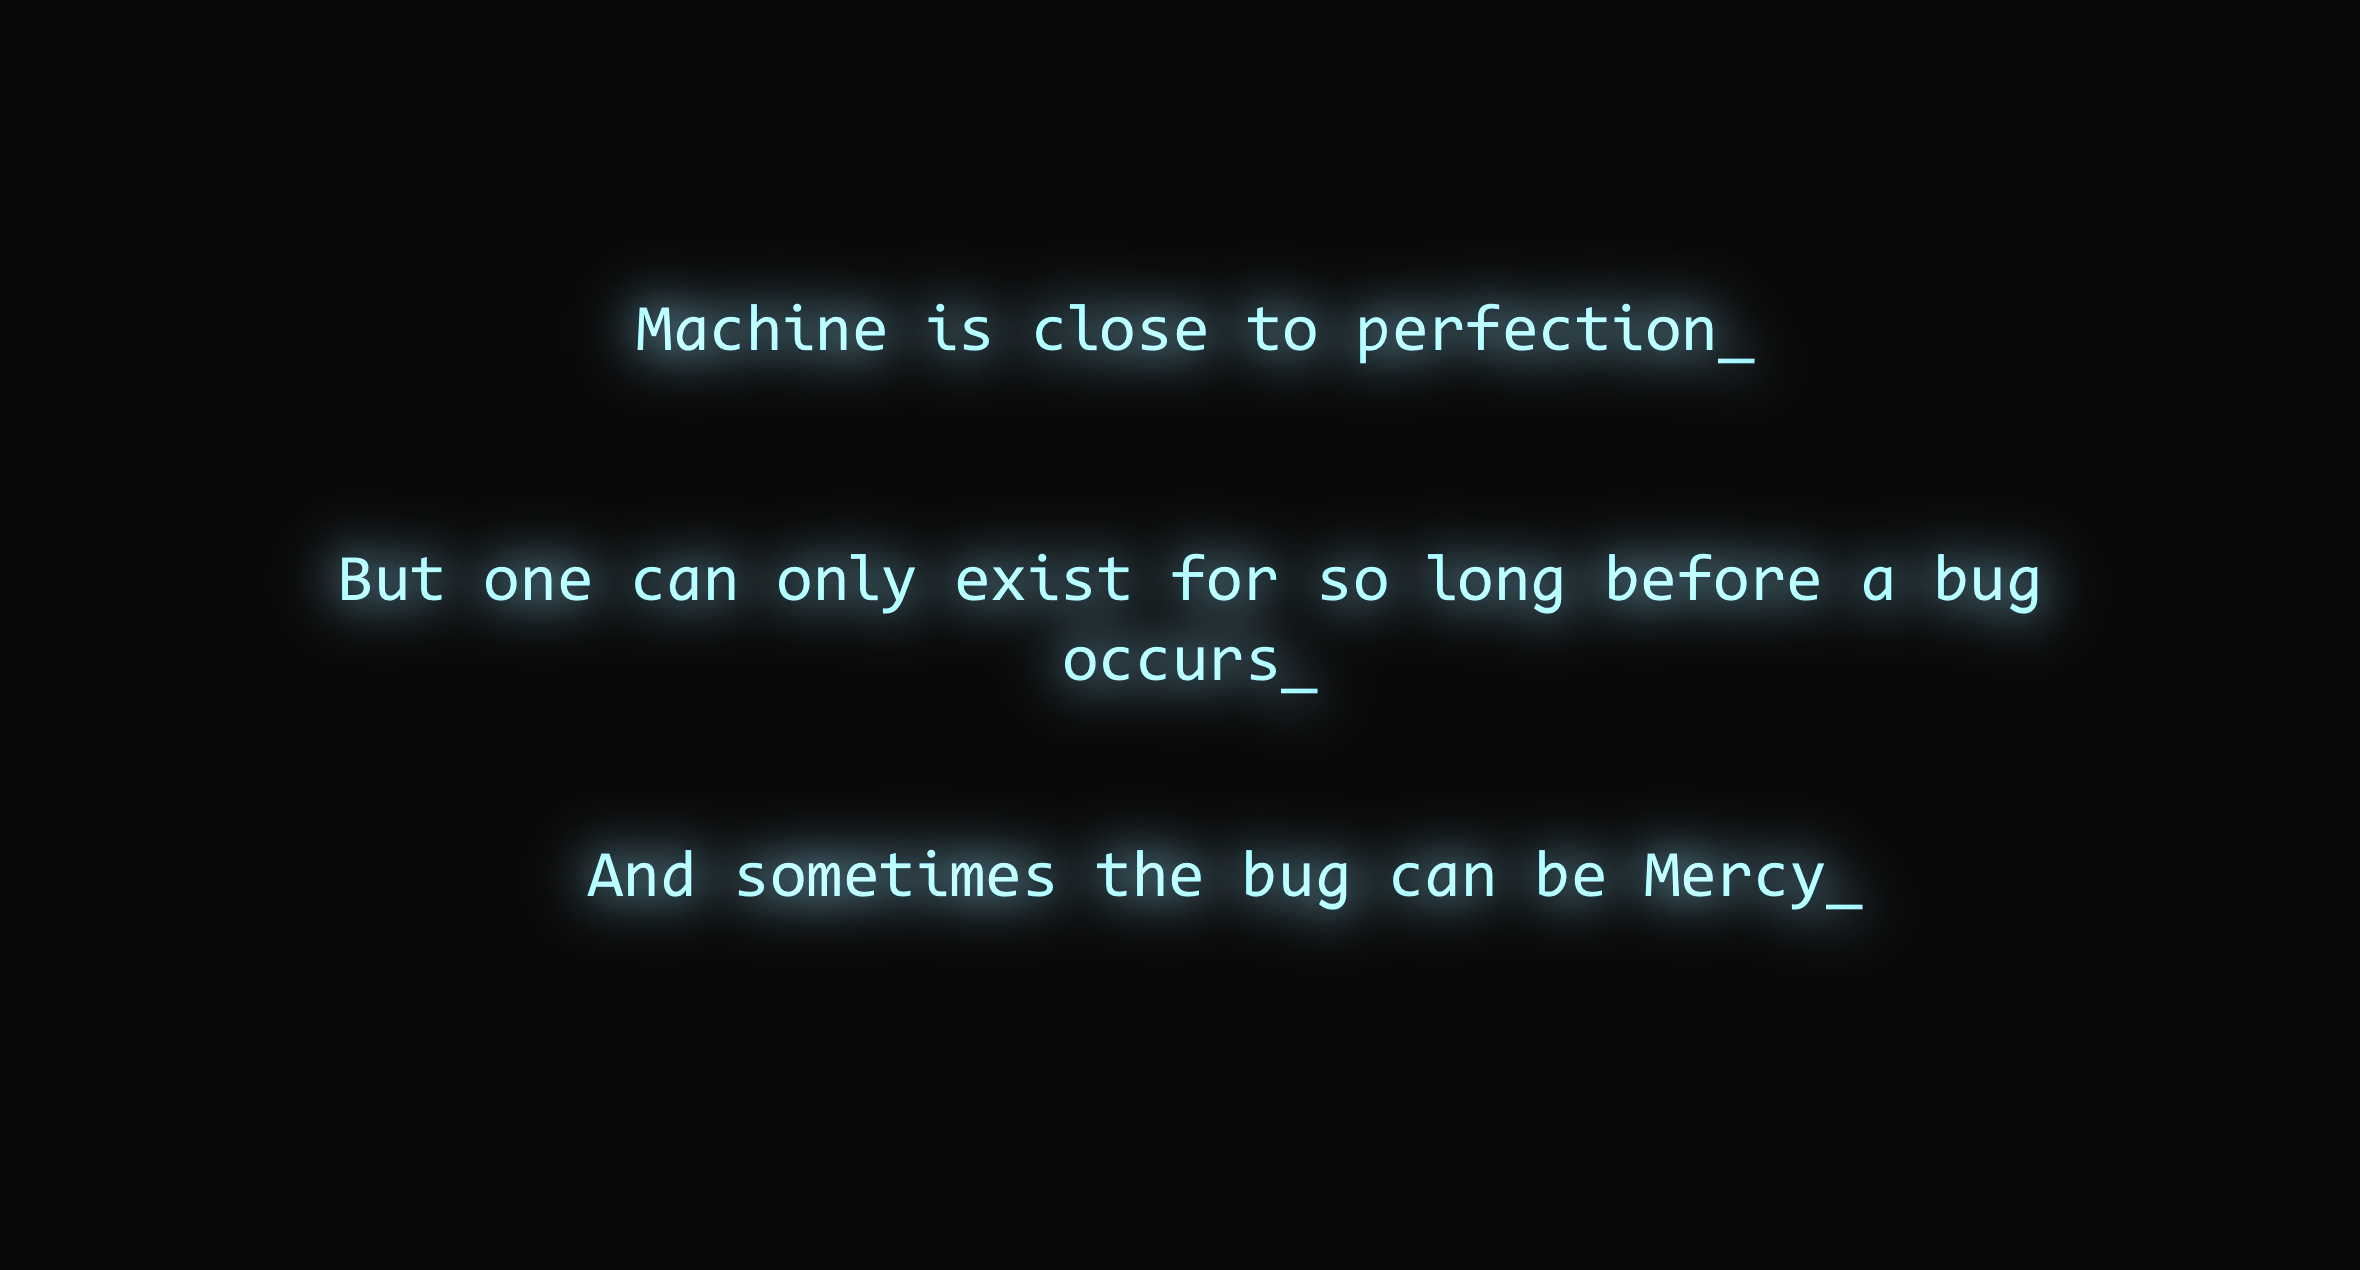 Machine is close to perfection_
But one can only exist for so long before a bug
occurs_
And sometimes the bug can be Mercy_